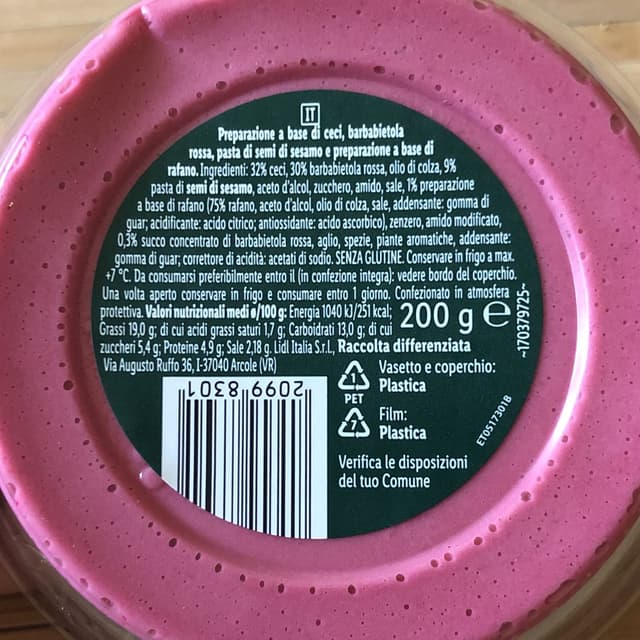 IT
Preparazione a base di ceci, barbabietola
rossa, pasta di semi di sesamo e preparazione a base di
rafano. Ingredienti: 32% ceci, 30% barbabietola rossa, olio di colza, 9%
pasta di semi di sesamo, aceto d'alcol, zucchero, amido, sale, 1% preparazione
a base di rafano (75% rafano, aceto d'alcol, olio di colza, sale, addensante: gomma di
guar; acidificante: acido citrico; antiossidante: acido ascorbico), zenzero, amido modificato,
0,3% succo concentrato di barbabietola rossa, aglio, spezie, piante aromatiche, addensante:
gomma di guar; correttore di acidità: acetati di sodio. SENZA GLUTINE. Conservare in frigo a max.
+7 °C. Da consumarsi preferibilmente entro il (in confezione integra): vedere bordo del coperchio.
Una volta aperto conservare in frigo e consumare entro 1 giorno. Confezionato in atmosfera
protettiva. Valori nutrizionali medi ø/100 g: Energia 1040 kJ/251 kcal;
Grassi 19,0 g; di cui acidi grassi saturi 1,7 g; Carboidrati 13,0 g; di cui
zuccheri 5,4 g; Proteine 4,9 g; Sale 2,18 g. Lidl Italia S.r.l.,
Via Augusto Ruffo 36, I-37040 Arcole (VR)
200 g ℮
~170379725~
Raccolta differenziata
1
PET
Vasetto e coperchio:
Plastica
7
Film:
Plastica
Verifica le disposizioni
del tuo Comune
ET0517301B
2099 8301